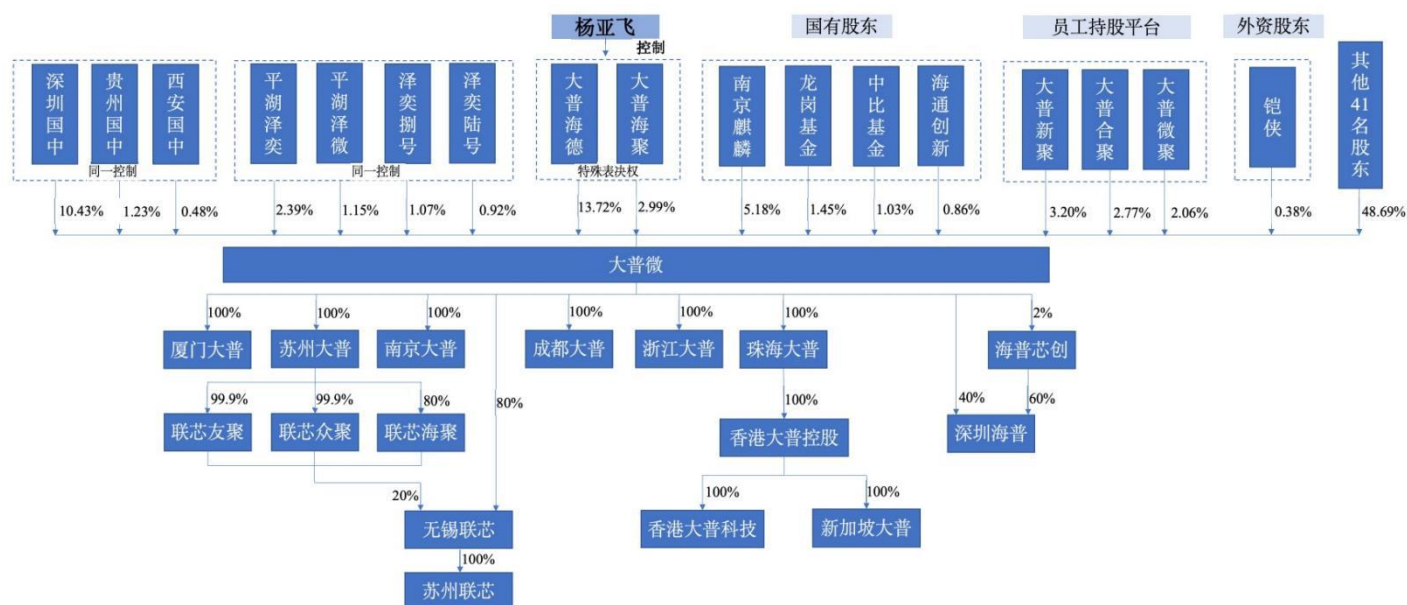 杨亚飞
国有股东
员工持股平台
外资股东
控制
深圳国中
贵州国中
西安国中
平湖泽奕
平湖泽微
泽奕捌号
泽奕陆号
大普海德
大普海聚
南京麒麟
龙岗基金
中比基金
海通创新
大普新聚
大普合聚
大普微聚
铠侠
其他41名股东
同一控制
同一控制
特殊表决权
10.43%
1.23%
0.48%
2.39%
1.15%
1.07%
0.92%
13.72%
2.99%
5.18%
1.45%
1.03%
0.86%
3.20%
2.77%
2.06%
0.38%
48.69%
大普微
100%
100%
100%
100%
100%
100%
2%
厦门大普
苏州大普
南京大普
成都大普
浙江大普
珠海大普
海普芯创
99.9%
99.9%
80%
80%
100%
40%
60%
联芯友聚
联芯众聚
联芯海聚
香港大普控股
深圳海普
20%
100%
100%
无锡联芯
香港大普科技
新加坡大普
100%
苏州联芯